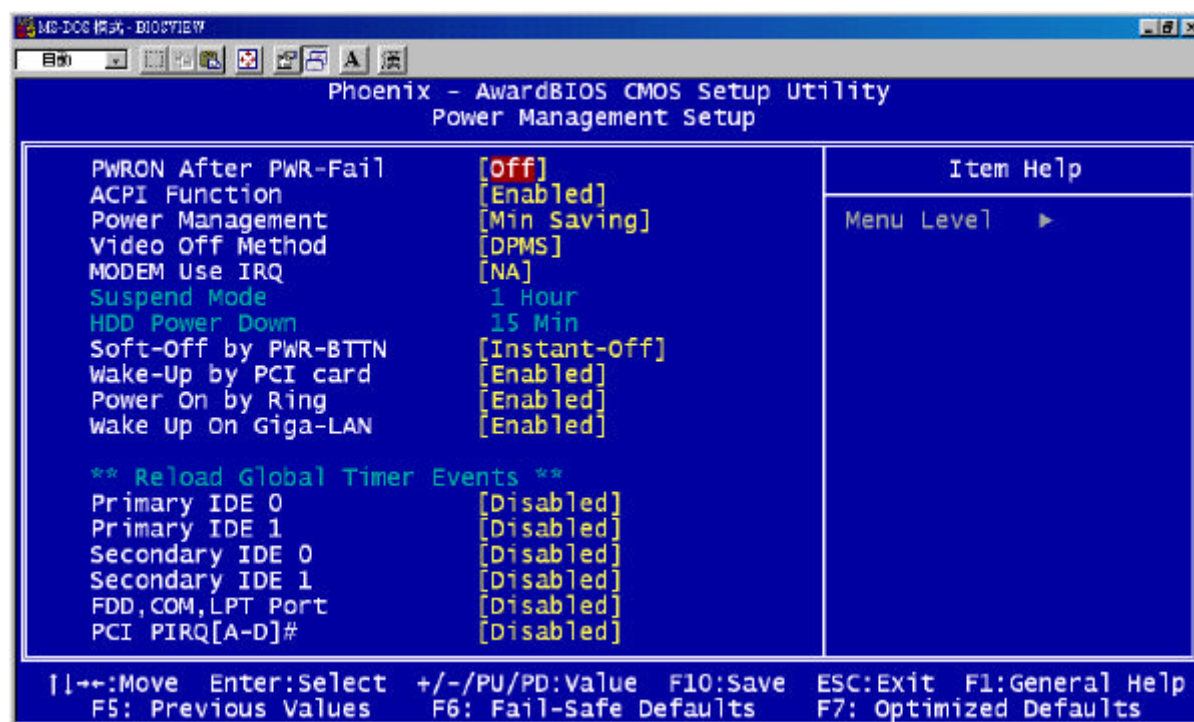 MS-DOS 模式 - BIOSVIEW
自動 A 漢
Phoenix - AwardBIOS CMOS Setup Utility
Power Management Setup
PWRON After PWR-Fail [Off]
ACPI Function [Enabled]
Power Management [Min Saving]
Video Off Method [DPMS]
MODEM Use IRQ [NA]
Suspend Mode 1 Hour
HDD Power Down 15 Min
Soft-Off by PWR-BTTN [Instant-Off]
Wake-Up by PCI card [Enabled]
Power On by Ring [Enabled]
Wake Up On Giga-LAN [Enabled]
** Reload Global Timer Events **
Primary IDE 0 [Disabled]
Primary IDE 1 [Disabled]
Secondary IDE 0 [Disabled]
Secondary IDE 1 [Disabled]
FDD,COM,LPT Port [Disabled]
PCI PIRQ[A-D]# [Disabled]
Item Help
Menu Level ►
↑↓→←:Move Enter:Select +/-/PU/PD:Value F10:Save ESC:Exit F1:General Help
F5: Previous Values F6: Fail-Safe Defaults F7: Optimized Defaults